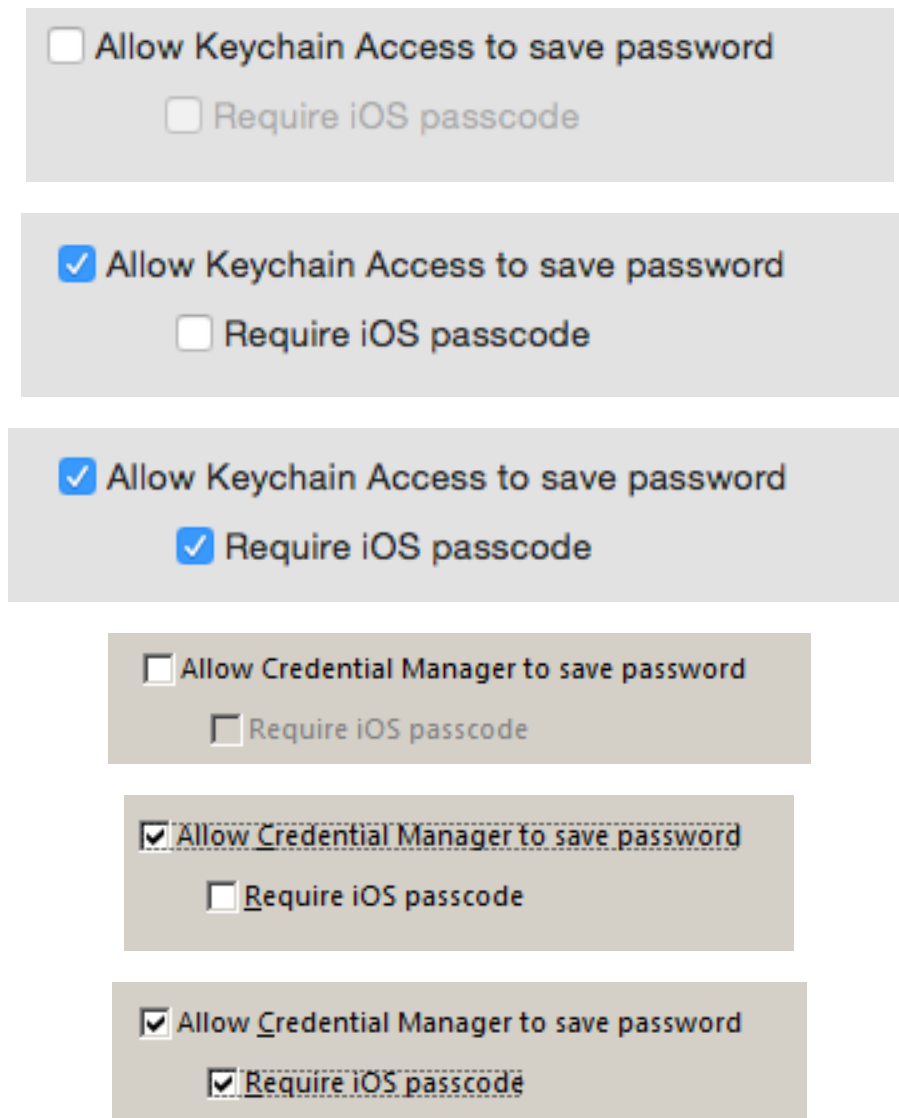 Allow Keychain Access to save password
Require iOS passcode
Allow Keychain Access to save password
Require iOS passcode
Allow Keychain Access to save password
Require iOS passcode
Allow Credential Manager to save password
Require iOS passcode
Allow Credential Manager to save password
Require iOS passcode
Allow Credential Manager to save password
Require iOS passcode